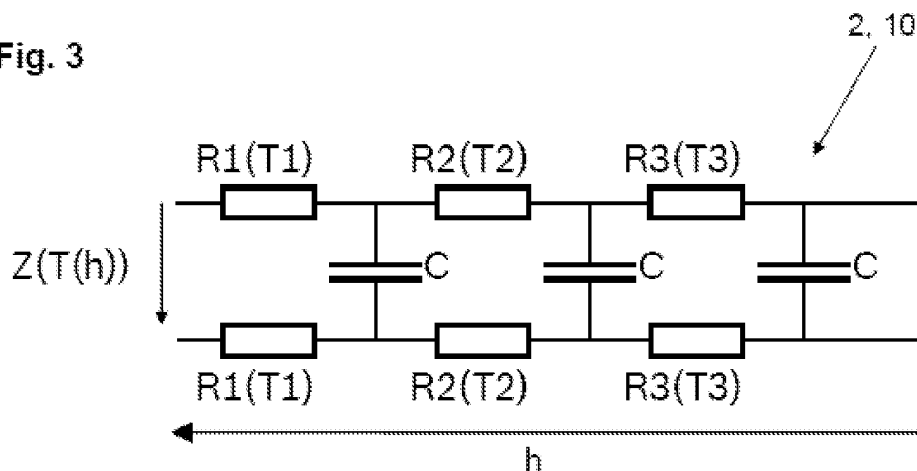 2, 10
Fig. 3
R1(T1) R2(T2) R3(T3)
Z(T(h))
C C C
R1(T1) R2(T2) R3(T3)
h